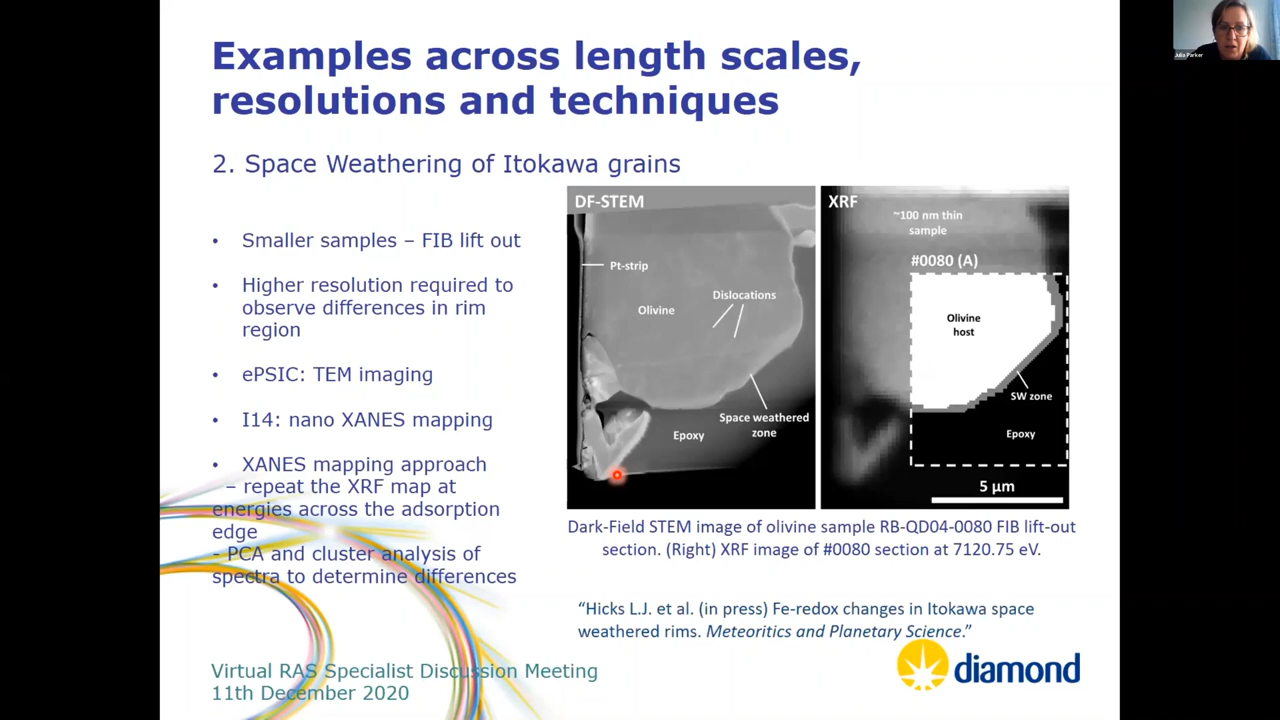 Examples across length scales,
resolutions and techniques
2. Space Weathering of Itokawa grains
• Smaller samples – FIB lift out
• Higher resolution required to
observe differences in rim
region
• ePSIC: TEM imaging
• I14: nano XANES mapping
• XANES mapping approach
– repeat the XRF map at
energies across the adsorption
edge
- PCA and cluster analysis of
spectra to determine differences
DF-STEM
Pt-strip
Olivine
Dislocations
Space weathered
zone
Epoxy
XRF
~100 nm thin
sample
#0080 (A)
Olivine
host
SW zone
Epoxy
5 µm
Dark-Field STEM image of olivine sample RB-QD04-0080 FIB lift-out
section. (Right) XRF image of #0080 section at 7120.75 eV.
“Hicks L.J. et al. (in press) Fe-redox changes in Itokawa space
weathered rims. Meteoritics and Planetary Science.”
Virtual RAS Specialist Discussion Meeting
11th December 2020
diamond
Julia Parker